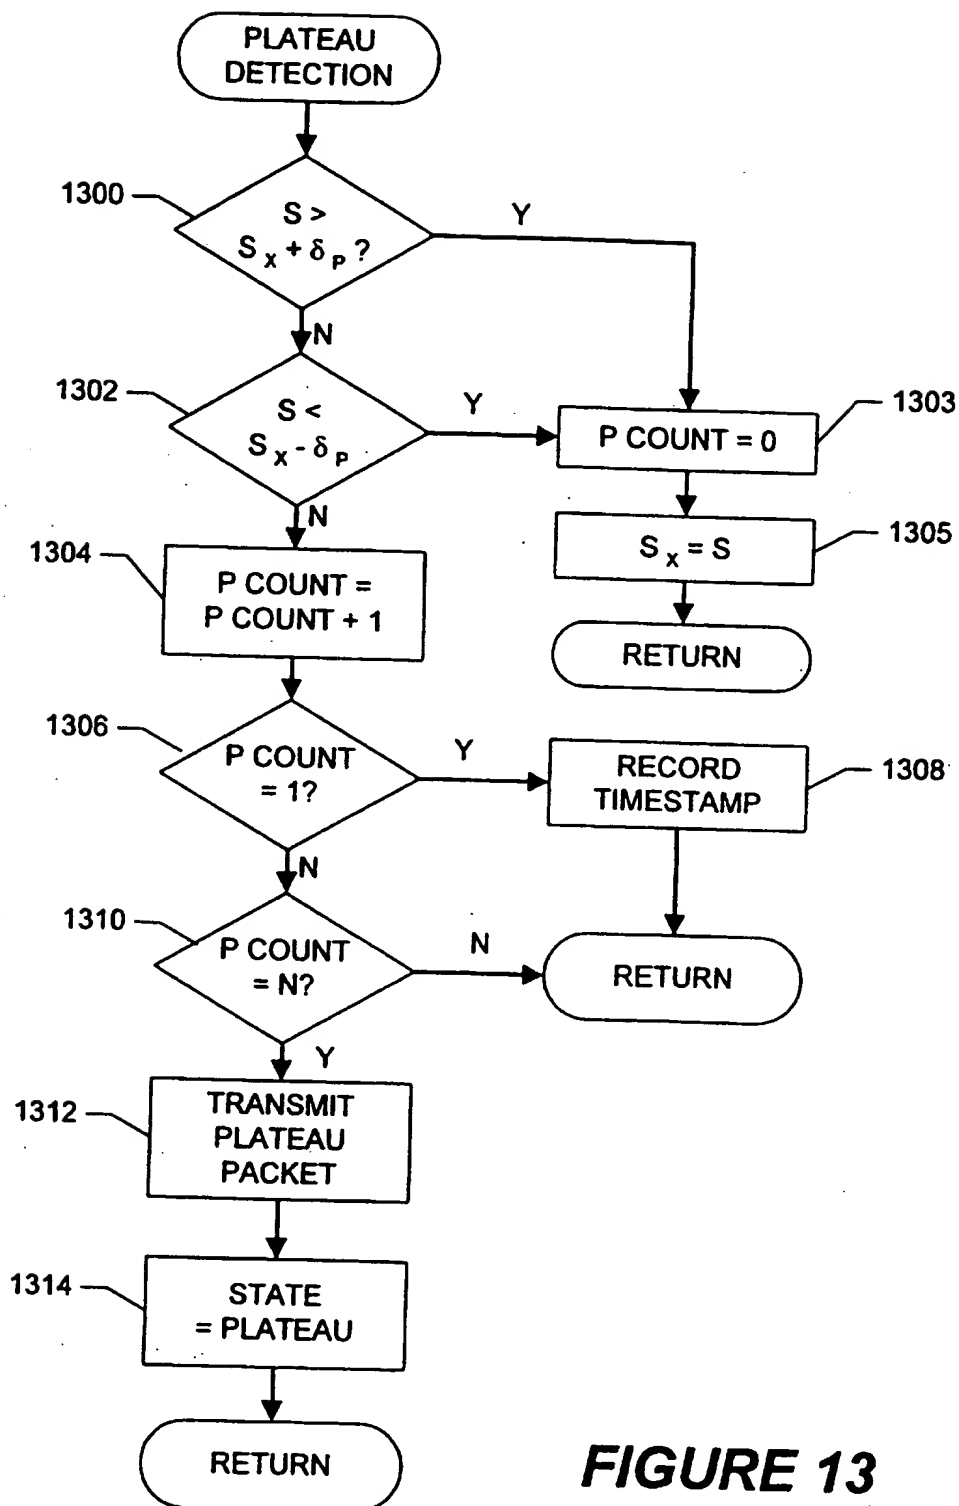 PLATEAU
DETECTION
1300
S >
S X + δ P ?
Y
N
1302
S <
S X - δ P
Y
P COUNT = 0
1303
N
S X = S
1305
1304
P COUNT =
P COUNT + 1
RETURN
1306
P COUNT
= 1?
Y
RECORD
TIMESTAMP
1308
N
1310
P COUNT
= N?
N
RETURN
Y
1312
TRANSMIT
PLATEAU
PACKET
1314
STATE
= PLATEAU
RETURN
FIGURE 13